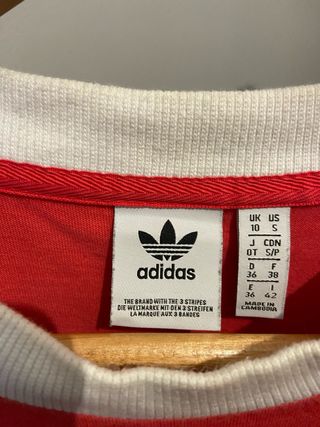 adidas
THE BRAND WITH THE 3 STRIPES
DIE WELTMARKE MIT DEN 3 STREIFEN
LA MARQUE AUX 3 BANDES
UK US
10 S
J CDN
OT S/P
D F
36 38
E I
36 42
MADE IN
CAMBODIA